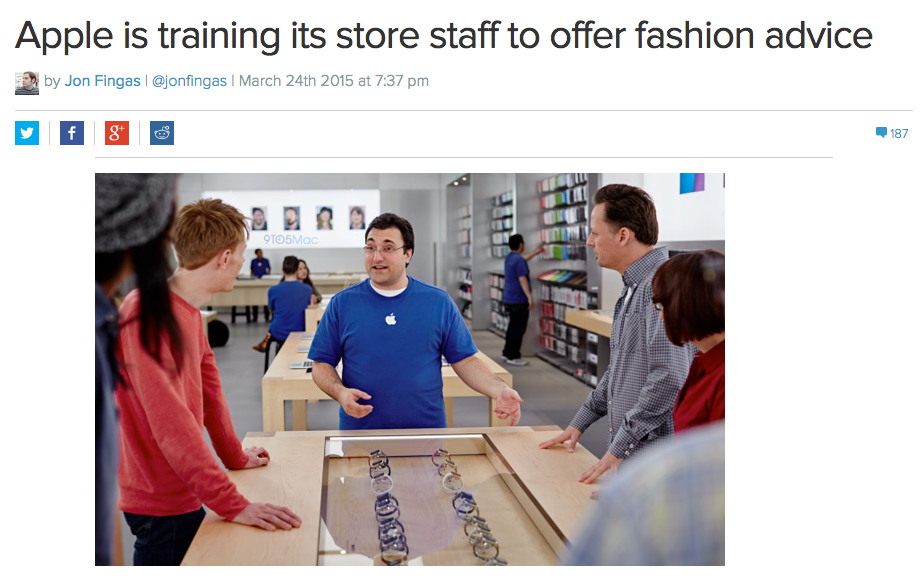 Apple is training its store staff to offer fashion advice
by Jon Fingas | @jonfingas | March 24th 2015 at 7:37 pm
f
g+
187
9TO5Mac